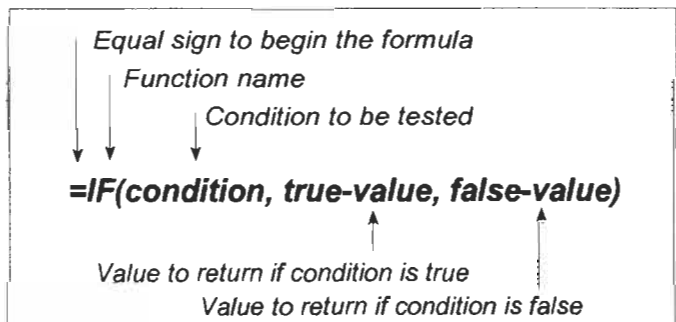 Equal sign to begin the formula
Function name
Condition to be tested
=IF(condition, true-value, false-value)
Value to return if condition is true
Value to return if condition is false